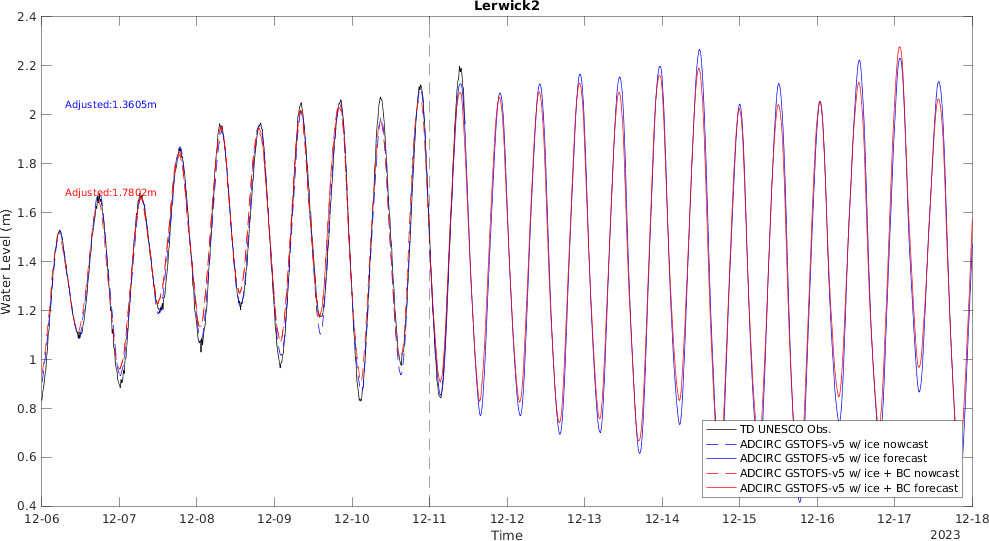 Lerwick2
2.4
2.2
2
1.8
1.6
1.4
1.2
1
0.8
0.6
0.4
Water Level (m)
Adjusted:1.3605m
Adjusted:1.7802m
TD UNESCO Obs.
ADCIRC GSTOFS-v5 w/ ice nowcast
ADCIRC GSTOFS-v5 w/ ice forecast
ADCIRC GSTOFS-v5 w/ ice + BC nowcast
ADCIRC GSTOFS-v5 w/ ice + BC forecast
12-06 12-07 12-08 12-09 12-10 12-11 12-12 12-13 12-14 12-15 12-16 12-17 12-18
Time
2023